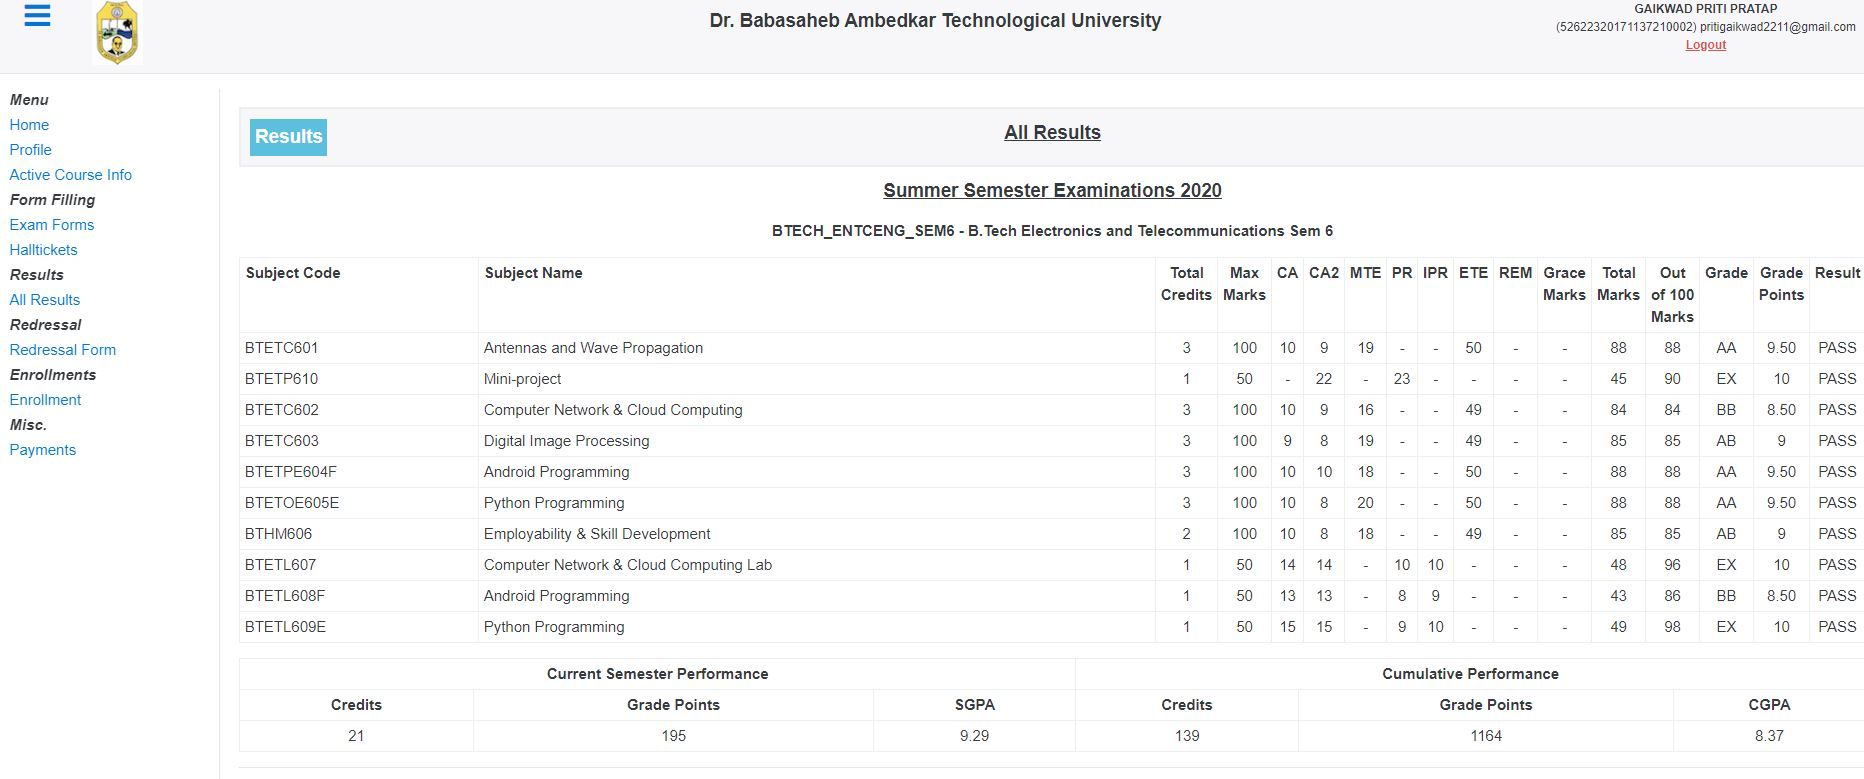 Dr. Babasaheb Ambedkar Technological University
GAIKWAD PRITI PRATAP
(52622320171137210002) pritigaikwad2211@gmail.com
Logout
Menu
Home
Profile
Active Course Info
Form Filling
Exam Forms
Halltickets
Results
All Results
Redressal
Redressal Form
Enrollments
Enrollment
Misc.
Payments
Results
All Results
Summer Semester Examinations 2020
BTECH_ENTCENG_SEM6 - B.Tech Electronics and Telecommunications Sem 6
Subject Code Subject Name Total Credits Max Marks CA CA2 MTE PR IPR ETE REM Grace Marks Total Marks Out of 100 Marks Grade Grade Points Result
BTETC601 Antennas and Wave Propagation 3 100 10 9 19 - - 50 - - 88 88 AA 9.50 PASS
BTETP610 Mini-project 1 50 - 22 - 23 - - - - 45 90 EX 10 PASS
BTETC602 Computer Network & Cloud Computing 3 100 10 9 16 - - 49 - - 84 84 BB 8.50 PASS
BTETC603 Digital Image Processing 3 100 9 8 19 - - 49 - - 85 85 AB 9 PASS
BTETPE604F Android Programming 3 100 10 10 18 - - 50 - - 88 88 AA 9.50 PASS
BTETOE605E Python Programming 3 100 10 8 20 - - 50 - - 88 88 AA 9.50 PASS
BTHM606 Employability & Skill Development 2 100 10 8 18 - - 49 - - 85 85 AB 9 PASS
BTETL607 Computer Network & Cloud Computing Lab 1 50 14 14 - 10 10 - - - 48 96 EX 10 PASS
BTETL608F Android Programming 1 50 13 13 - 8 9 - - - 43 86 BB 8.50 PASS
BTETL609E Python Programming 1 50 15 15 - 9 10 - - - 49 98 EX 10 PASS
Current Semester Performance Cumulative Performance
Credits Grade Points SGPA Credits Grade Points CGPA
21 195 9.29 139 1164 8.37